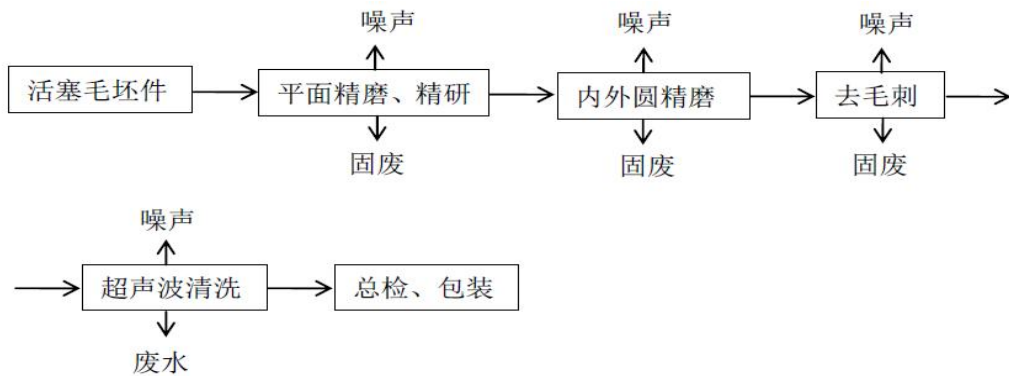 噪声 噪声 噪声
活塞毛坯件 平面精磨、精研 内外圆精磨 去毛刺
固废 固废 固废
噪声
超声波清洗 总检、包装
废水